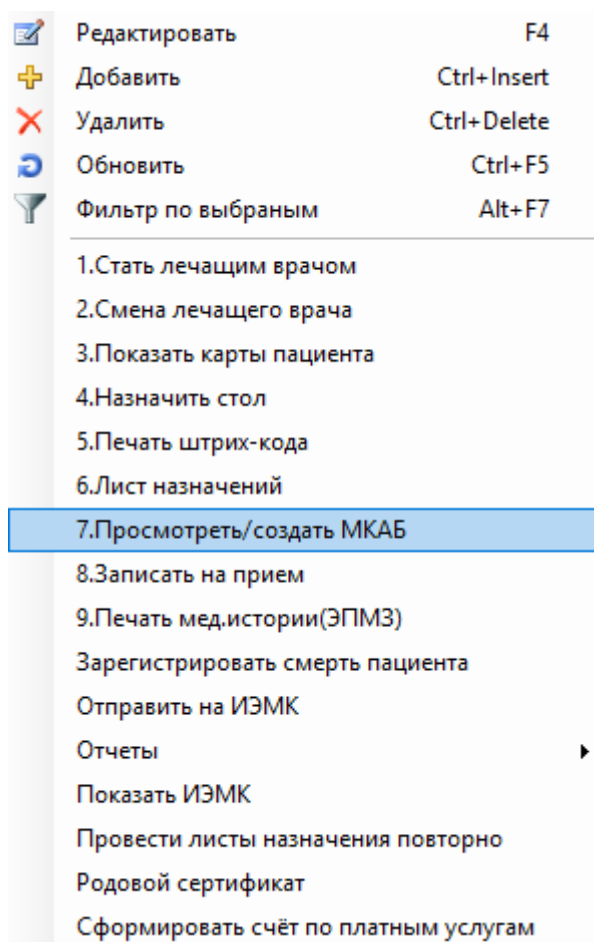 Редактировать F4
Добавить Ctrl+Insert
Удалить Ctrl+Delete
Обновить Ctrl+F5
Фильтр по выбраным Alt+F7
1.Стать лечащим врачом
2.Смена лечащего врача
3.Показать карты пациента
4.Назначить стол
5.Печать штрих-кода
6.Лист назначений
7.Просмотреть/создать МКАБ
8.Записать на прием
9.Печать мед.истории(ЭПМЗ)
Зарегистрировать смерть пациента
Отправить на ИЭМК
Отчеты
Показать ИЭМК
Провести листы назначения повторно
Родовой сертификат
Сформировать счёт по платным услугам